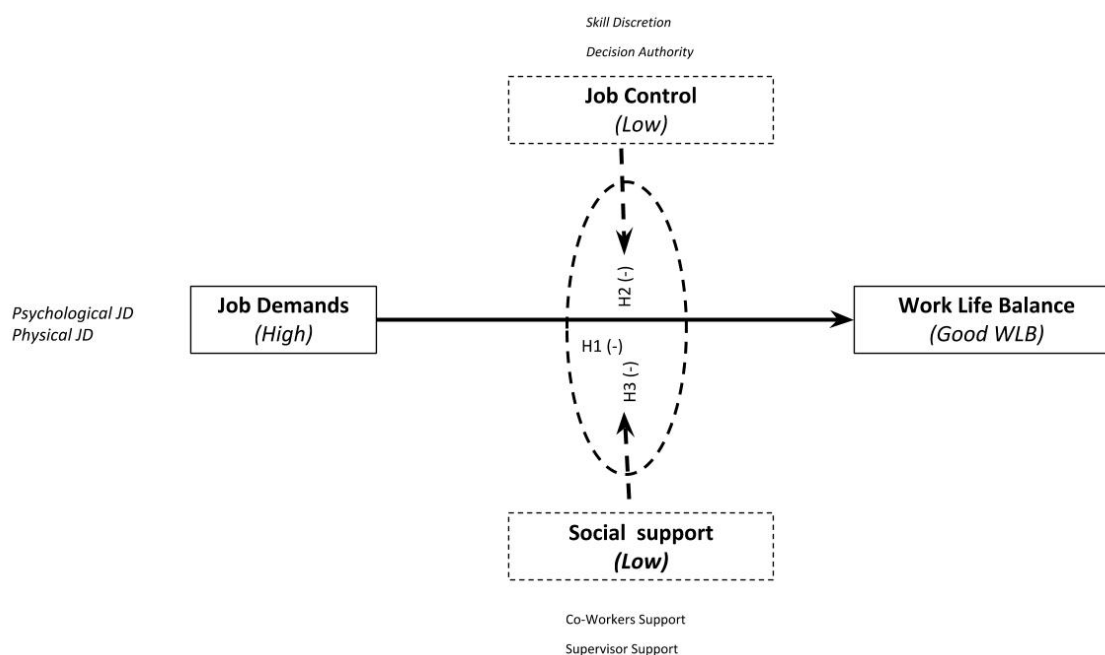 Skill Discretion
Decision Authority
Job Control
(Low)
H2 (-)
Psychological JD
Physical JD
Job Demands
(High)
Work Life Balance
(Good WLB)
H1 (-)
H3 (-)
Social support
(Low)
Co-Workers Support
Supervisor Support